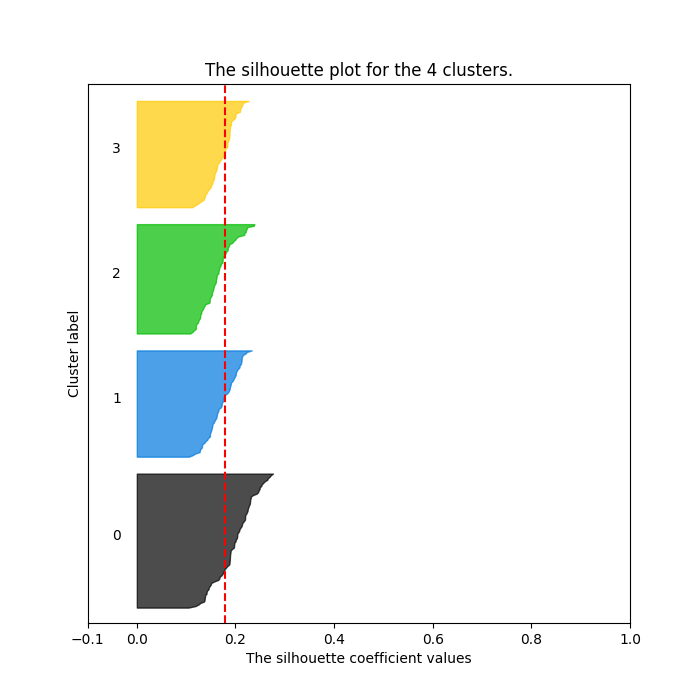 The silhouette plot for the 4 clusters.
3
2
1
0
Cluster label
−0.1 0.0 0.2 0.4 0.6 0.8 1.0
The silhouette coefficient values